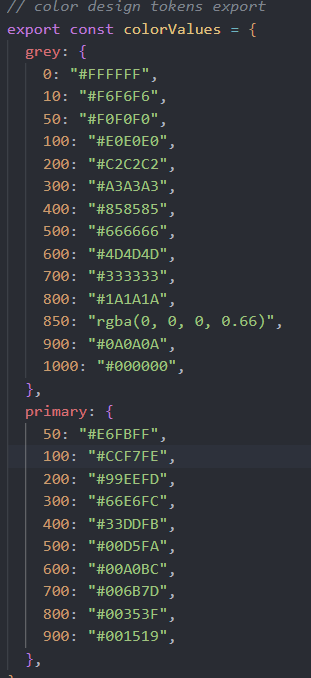 // color design tokens export
export const colorValues = {
grey: {
0: "#FFFFFF",
10: "#F6F6F6",
50: "#F0F0F0",
100: "#E0E0E0",
200: "#C2C2C2",
300: "#A3A3A3",
400: "#858585",
500: "#666666",
600: "#4D4D4D",
700: "#333333",
800: "#1A1A1A",
850: "rgba(0, 0, 0, 0.66)",
900: "#0A0A0A",
1000: "#000000",
},
primary: {
50: "#E6FBFF",
100: "#CCF7FE",
200: "#99EEFD",
300: "#66E6FC",
400: "#33DDFB",
500: "#00D5FA",
600: "#00A0BC",
700: "#006B7D",
800: "#00353F",
900: "#001519",
},